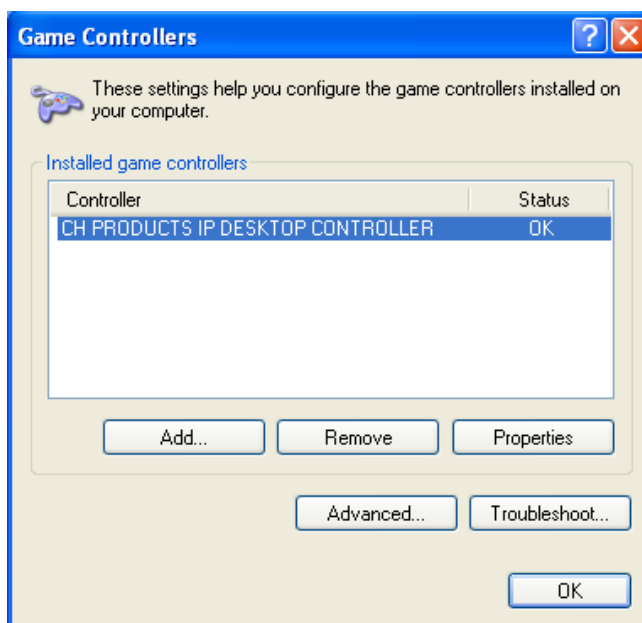 Game Controllers
These settings help you configure the game controllers installed on
your computer.
Installed game controllers
Controller Status
CH PRODUCTS IP DESKTOP CONTROLLER OK
Add... Remove Properties
Advanced... Troubleshoot...
OK